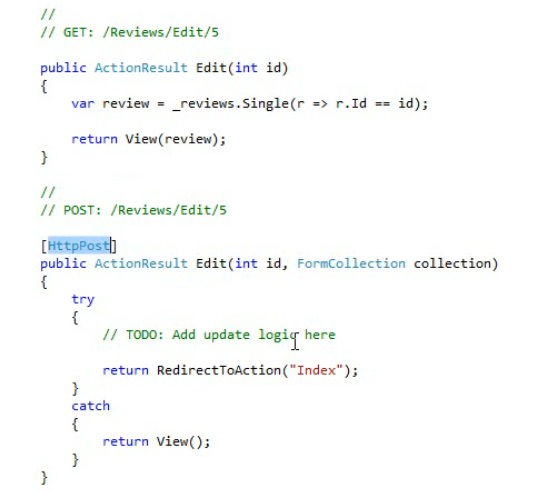 //
// GET: /Reviews/Edit/5
public ActionResult Edit(int id)
{
var review = _reviews.Single(r => r.Id == id);
return View(review);
}
//
// POST: /Reviews/Edit/5
[HttpPost]
public ActionResult Edit(int id, FormCollection collection)
{
try
{
// TODO: Add update logic here
return RedirectToAction("Index");
}
catch
{
return View();
}
}